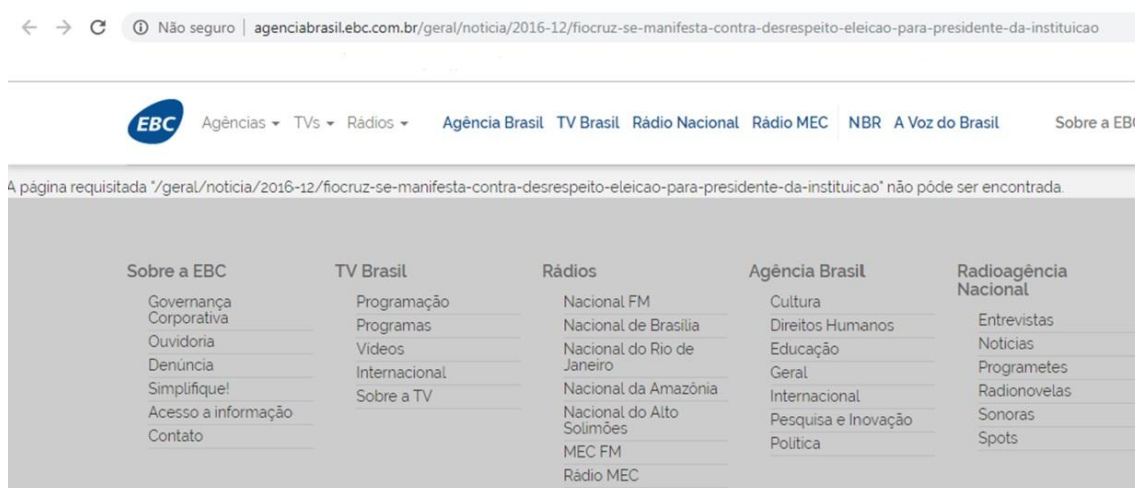 Não seguro | agenciabrasil.ebc.com.br/geral/noticia/2016-12/fiocruz-se-manifesta-contra-desrespeito-eleicao-para-presidente-da-instituicao
EBC Agências TVs Rádios Agência Brasil TV Brasil Rádio Nacional Rádio MEC NBR A Voz do Brasil Sobre a EBC
A página requisitada "/geral/noticia/2016-12/fiocruz-se-manifesta-contra-desrespeito-eleicao-para-presidente-da-instituicao" não pôde ser encontrada.
Sobre a EBC
Governança
Corporativa
Ouvidoria
Denúncia
Simplifique!
Acesso a informação
Contato
TV Brasil
Programação
Programas
Vídeos
Internacional
Sobre a TV
Rádios
Nacional FM
Nacional de Brasília
Nacional do Rio de
Janeiro
Nacional da Amazônia
Nacional do Alto
Solimões
MEC FM
Rádio MEC
Agência Brasil
Cultura
Direitos Humanos
Educação
Geral
Internacional
Pesquisa e Inovação
Política
Radioagência
Nacional
Entrevistas
Notícias
Programetes
Radionovelas
Sonoras
Spots